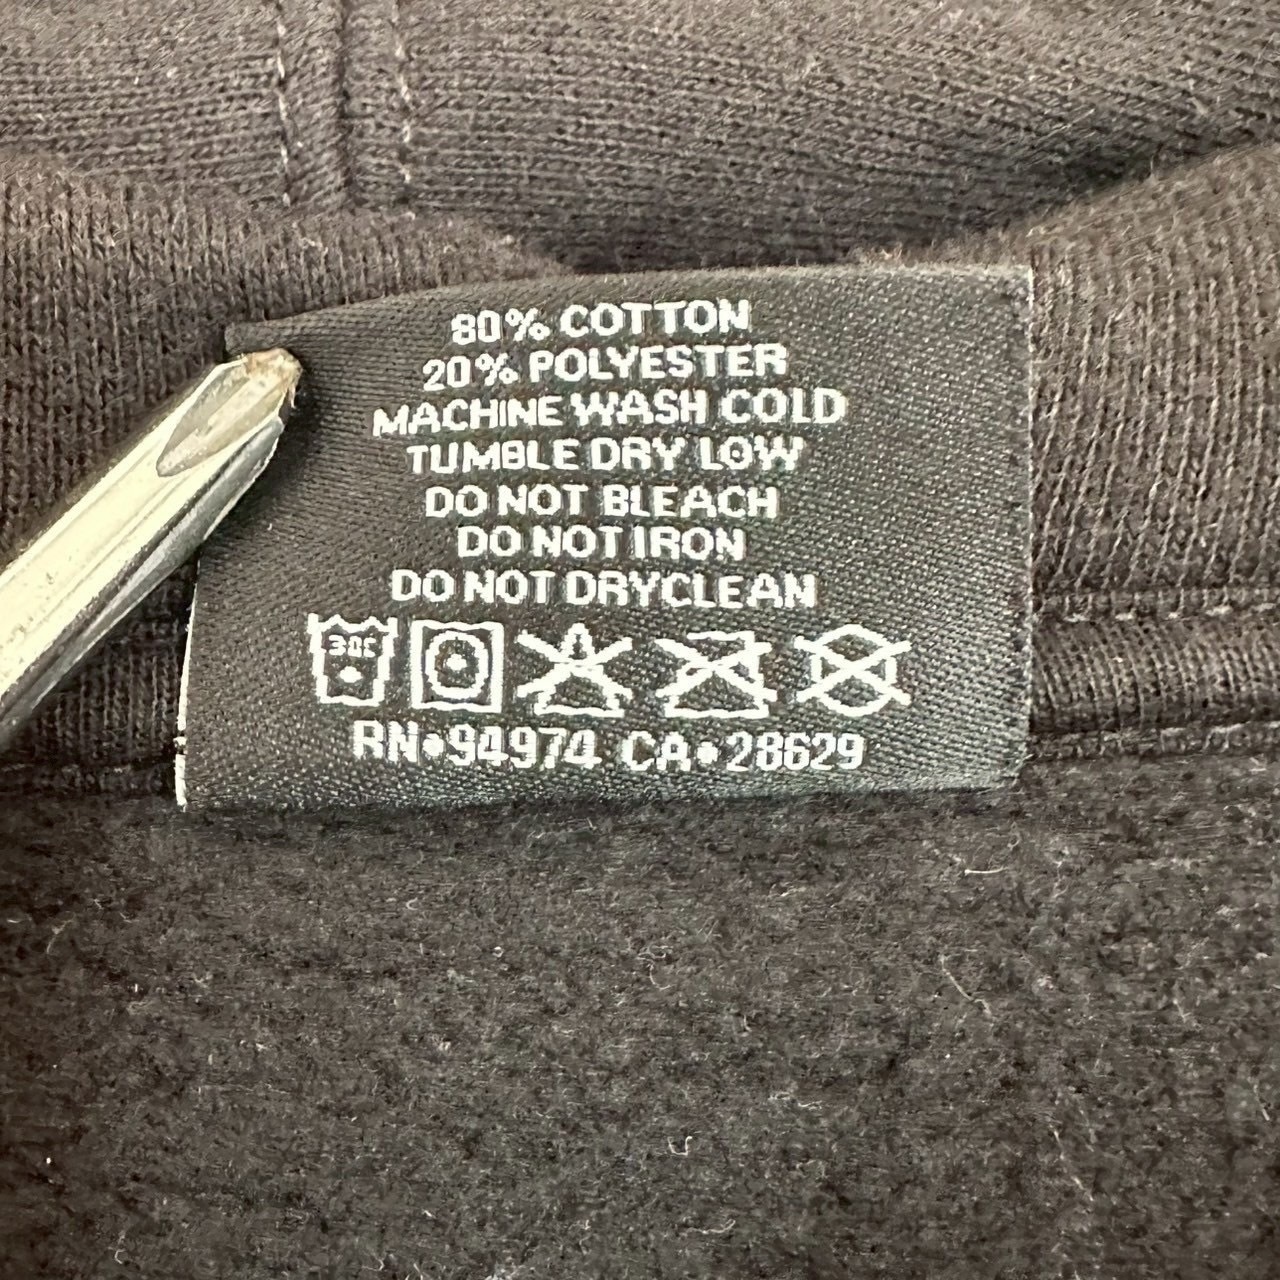 80% COTTON
20% POLYESTER
MACHINE WASH COLD
TUMBLE DRY LOW
DO NOT BLEACH
DO NOT IRON
DO NOT DRYCLEAN
30C
RN•94974 CA•28629